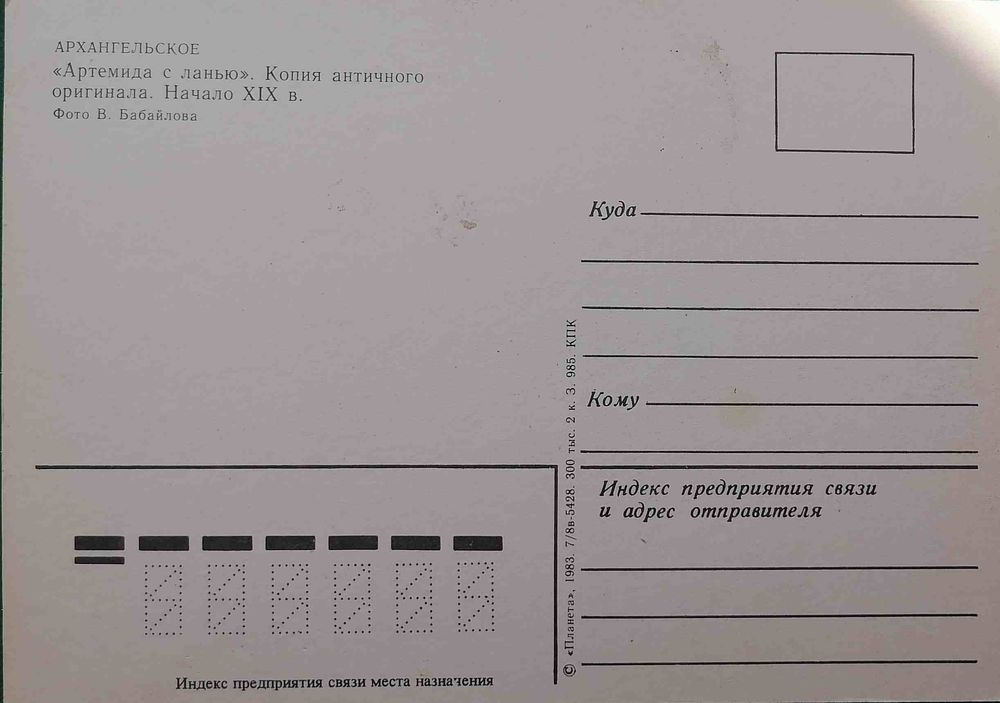 АРХАНГЕЛЬСКОЕ
«Артемида с ланью». Копия античного
оригинала. Начало XIX в.
Фото В. Бабайлова
Куда
Кому
Индекс предприятия связи
и адрес отправителя
© «Планета», 1983. 7/8в-5428. 300 тыс. 2 к. З. 985. КПК
Индекс предприятия связи места назначения